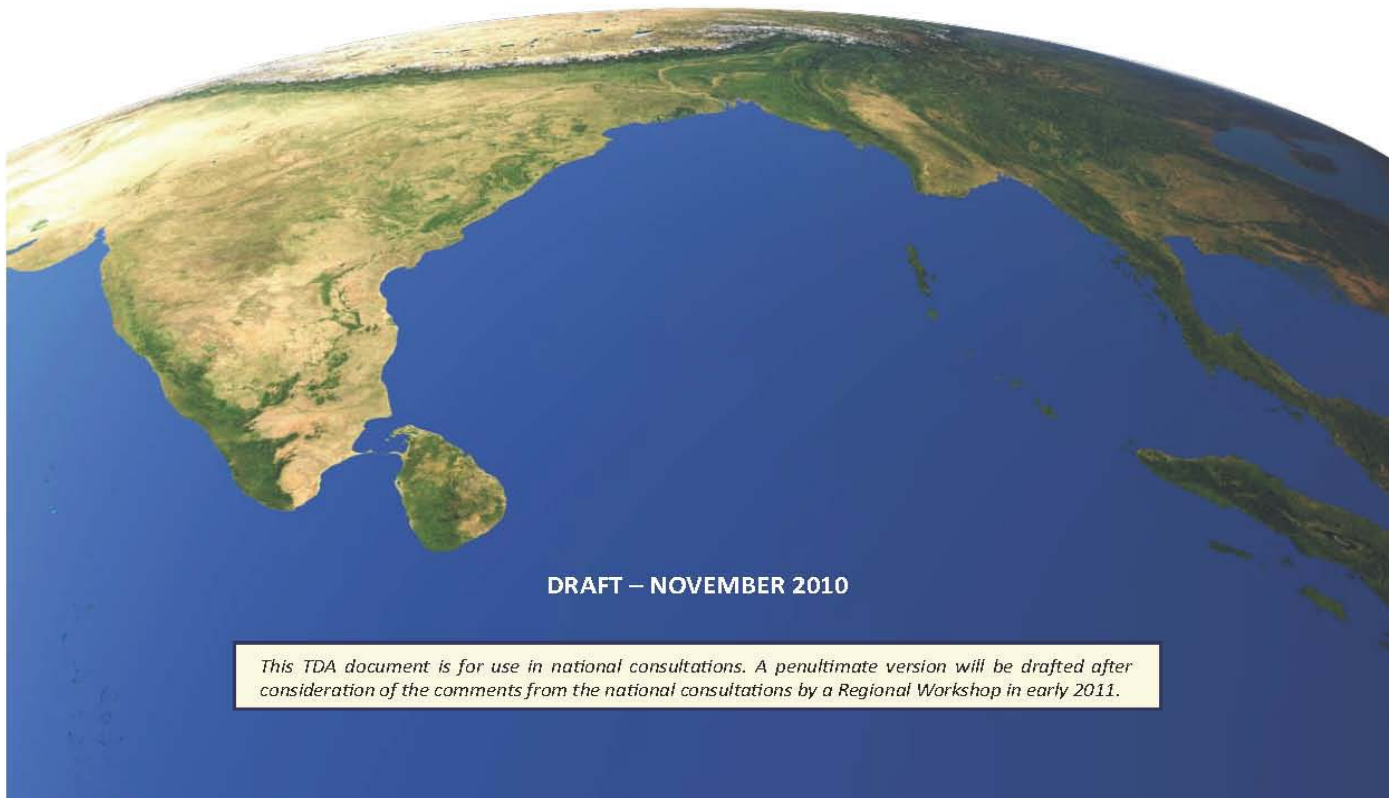 DRAFT – NOVEMBER 2010
This TDA document is for use in national consultations. A penultimate version will be drafted after
consideration of the comments from the national consultations by a Regional Workshop in early 2011.